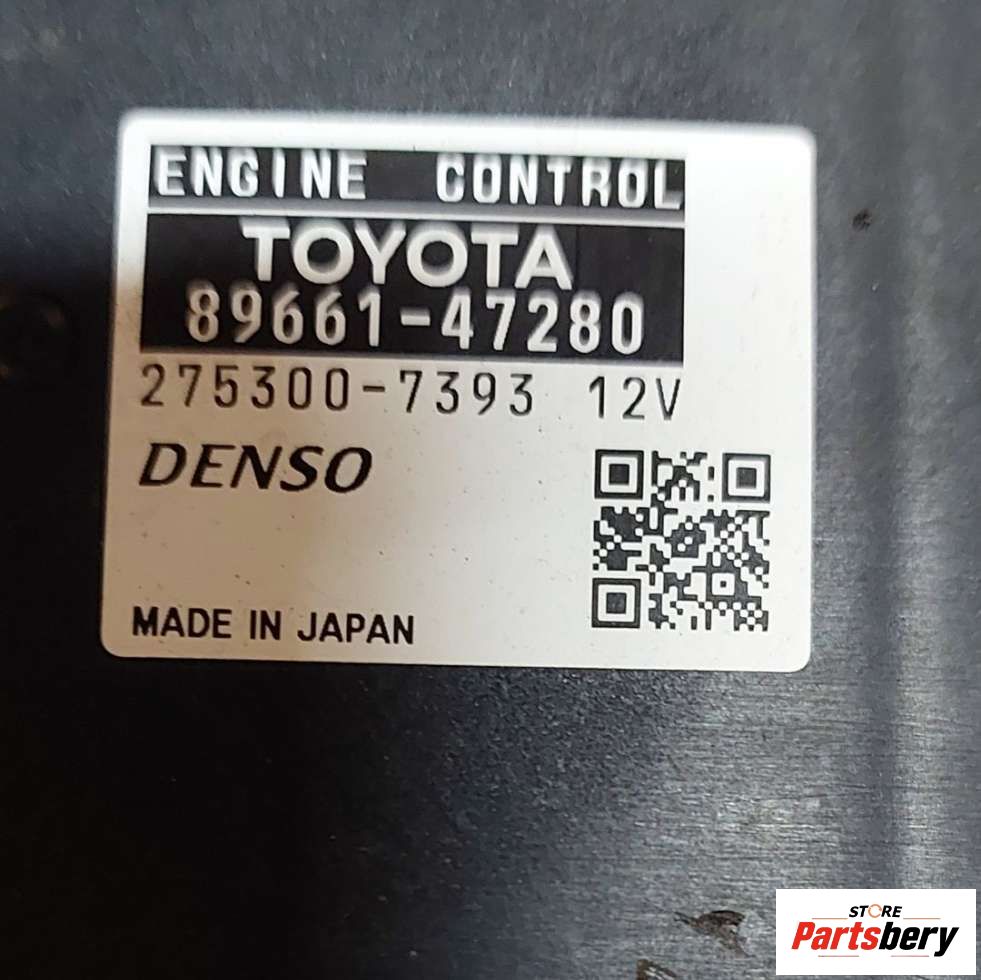 ENGINE CONTROL
TOYOTA
89661-47280
275300-7393 12V
DENSO
MADE IN JAPAN
STORE
Partsbery